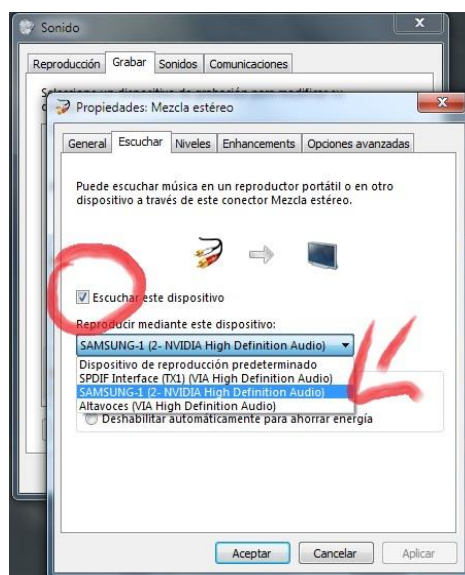 Sonido
Reproducción Grabar Sonidos Comunicaciones
Propiedades: Mezcla estéreo
General Escuchar Niveles Enhancements Opciones avanzadas
Puede escuchar música en un reproductor portátil o en otro
dispositivo a través de este conector Mezcla estéreo.
Escuchar este dispositivo
Reproducir mediante este dispositivo:
SAMSUNG-1 (2- NVIDIA High Definition Audio)
Dispositivo de reproducción predeterminado
SPDIF Interface (TX1) (VIA High Definition Audio)
SAMSUNG-1 (2- NVIDIA High Definition Audio)
Altavoces (VIA High Definition Audio)
Deshabilitar automáticamente para ahorrar energía
Aceptar Cancelar Aplicar